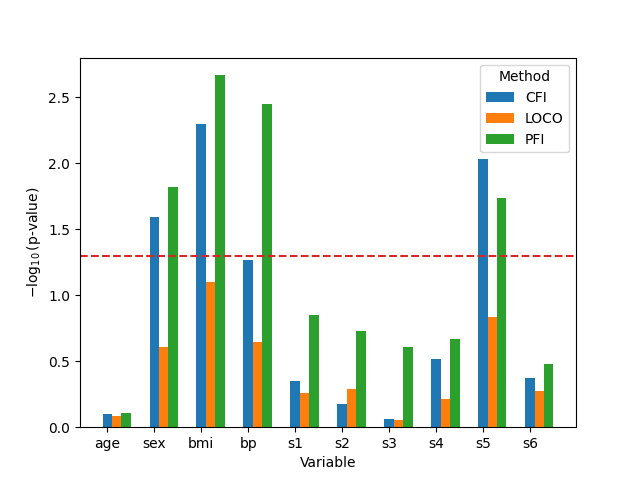 Method
CFI
LOCO
PFI
2.5
2.0
1.5
1.0
0.5
0.0
−log₁₀(p-value)
age sex bmi bp s1 s2 s3 s4 s5 s6
Variable